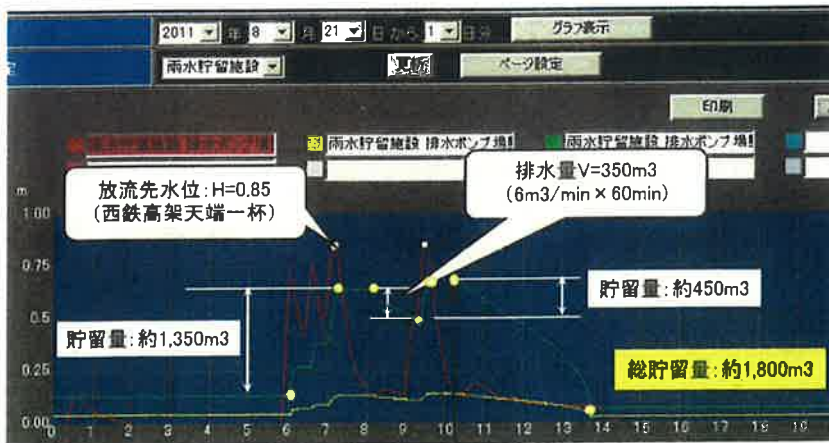 2011 年 8 月 21 日から 1 日分 グラフ表示
雨水貯留施設 ページ設定
印刷
雨水貯留施設 排水ポンプ場 雨水貯留施設 排水ポンプ場
放流先水位:H=0.85
(西鉄高架天端一杯)
排水量V=350m3
(6m3/min×60min)
m
1.00
0.75
0.5
0.25
0.00
貯留量:約450m3
貯留量:約1,350m3
総貯留量:約1,800m3
0 1 2 3 4 5 6 7 8 9 10 11 12 13 14 15 16 17 18 19